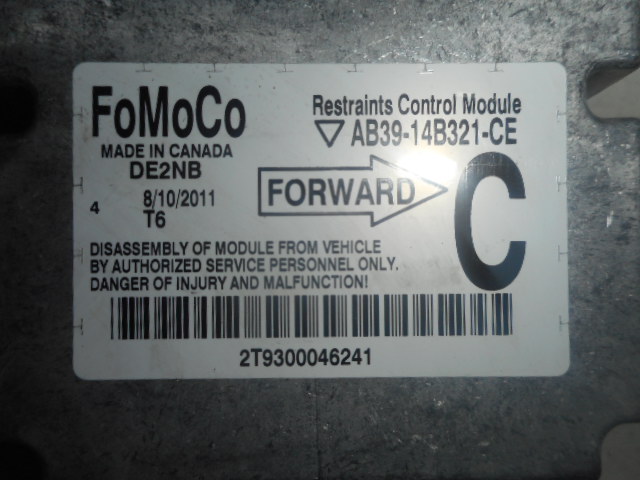 FoMoCo
MADE IN CANADA
DE2NB
8/10/2011
4 T6
Restraints Control Module
AB39-14B321-CE
FORWARD
C
DISASSEMBLY OF MODULE FROM VEHICLE
BY AUTHORIZED SERVICE PERSONNEL ONLY.
DANGER OF INJURY AND MALFUNCTION!
2T9300046241